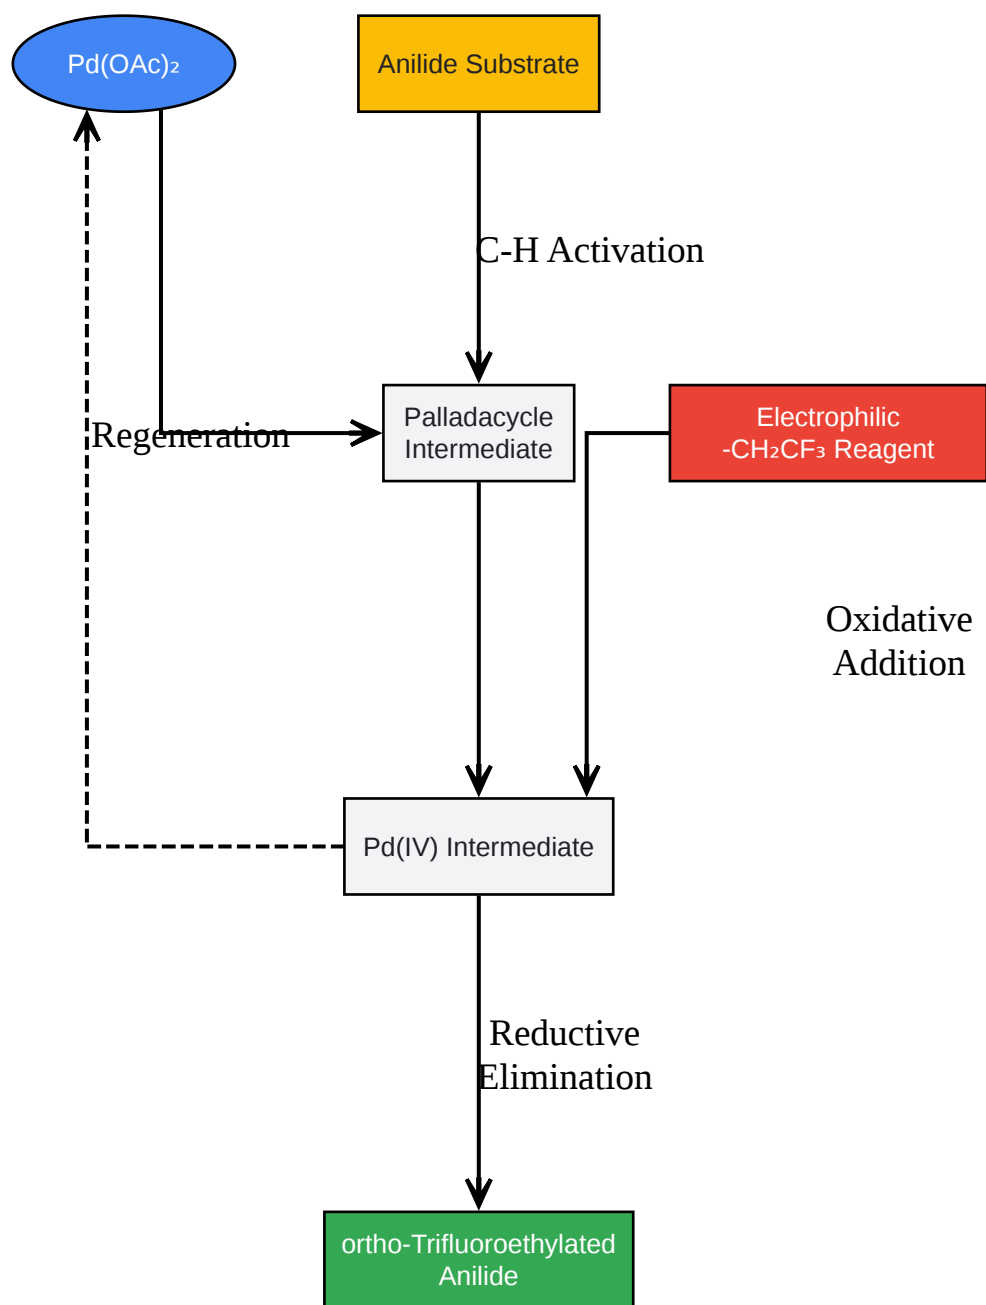 Pd(OAc)₂
Anilide Substrate
C-H Activation
Palladacycle
Intermediate
Electrophilic
-CH₂CF₃ Reagent
Regeneration
Oxidative
Addition
Pd(IV) Intermediate
Reductive
Elimination
ortho-Trifluoroethylated
Anilide